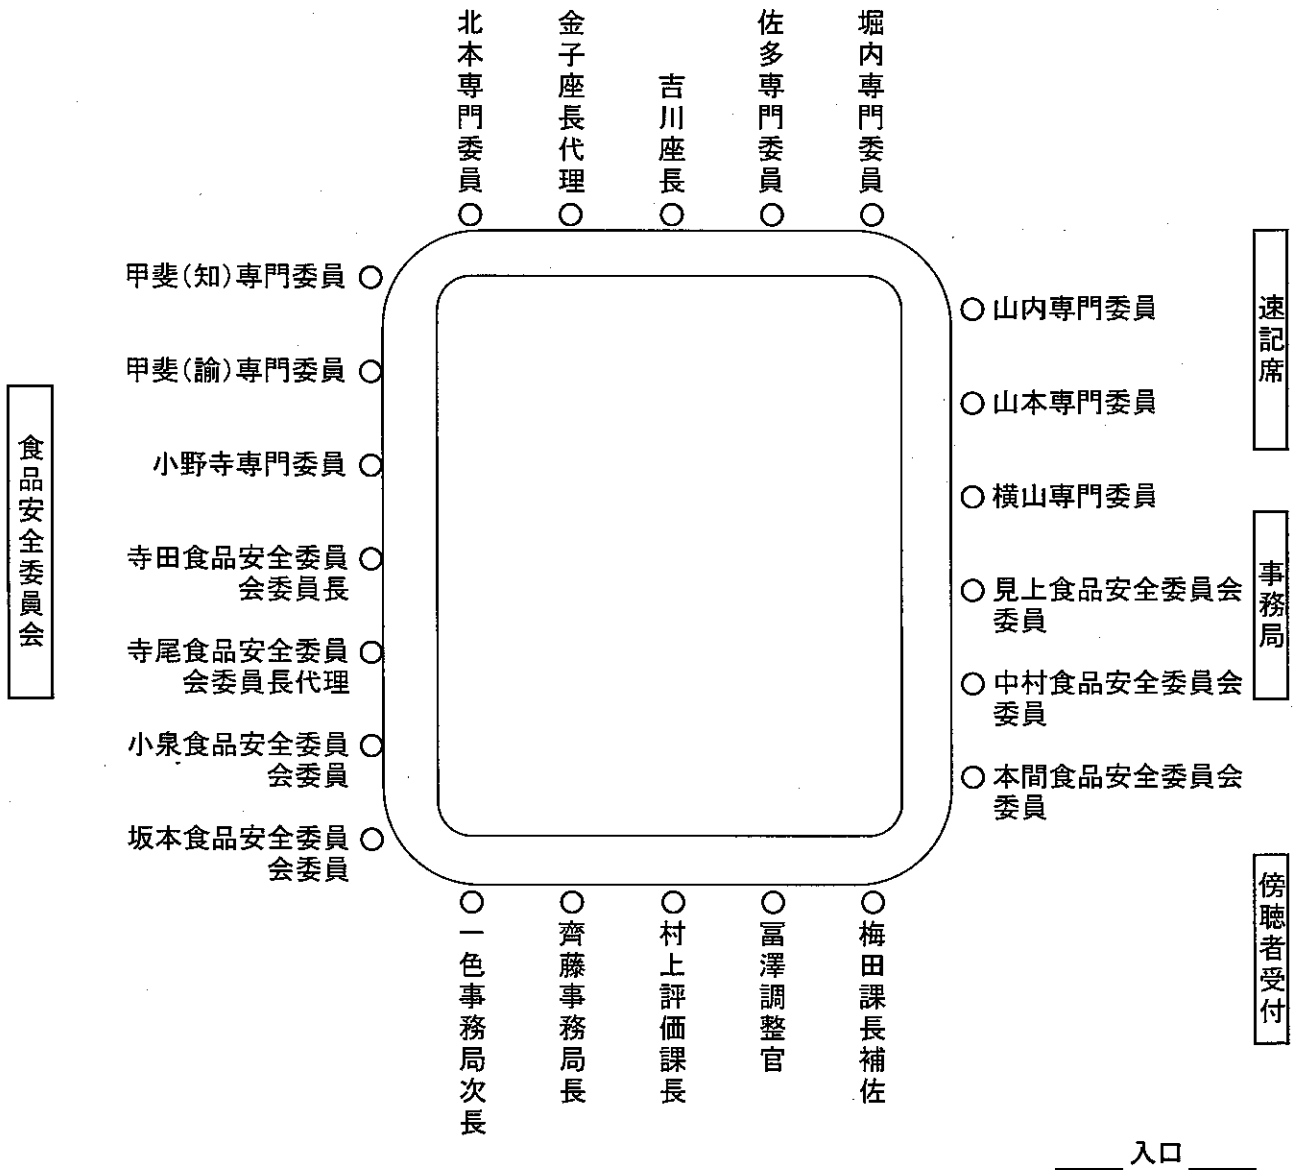 北本専門委員
金子座長代理
吉川座長
佐多専門委員
堀内専門委員
甲斐(知)専門委員
甲斐(諭)専門委員
小野寺専門委員
寺田食品安全委員
会委員長
寺尾食品安全委員
会委員長代理
小泉食品安全委員
会委員
坂本食品安全委員
会委員
山内専門委員
山本専門委員
横山専門委員
見上食品安全委員会
委員
中村食品安全委員会
委員
本間食品安全委員会
委員
一色事務局次長
齊藤事務局長
村上評価課長
冨澤調整官
梅田課長補佐
食品安全委員会
速記席
事務局
傍聴者受付
入口